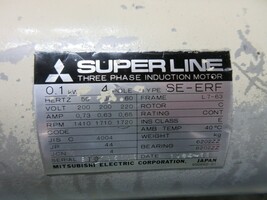 SUPER LINE
THREE PHASE INDUCTION MOTOR
0.1 kW 4 POLE TYPE SE-ERF
HERTZ 50 60 60 FRAME
VOLT 200 200 220 ROTOR C
AMP 0.73 0.63 0.65 RATING CONT
RPM 1410 1710 1720 INS CLASS E
CODE AMB TEMP 40°C
JIS C 4004
BEARING
SERIAL
MITSUBISHI ELECTRIC CORPORATION JAPAN